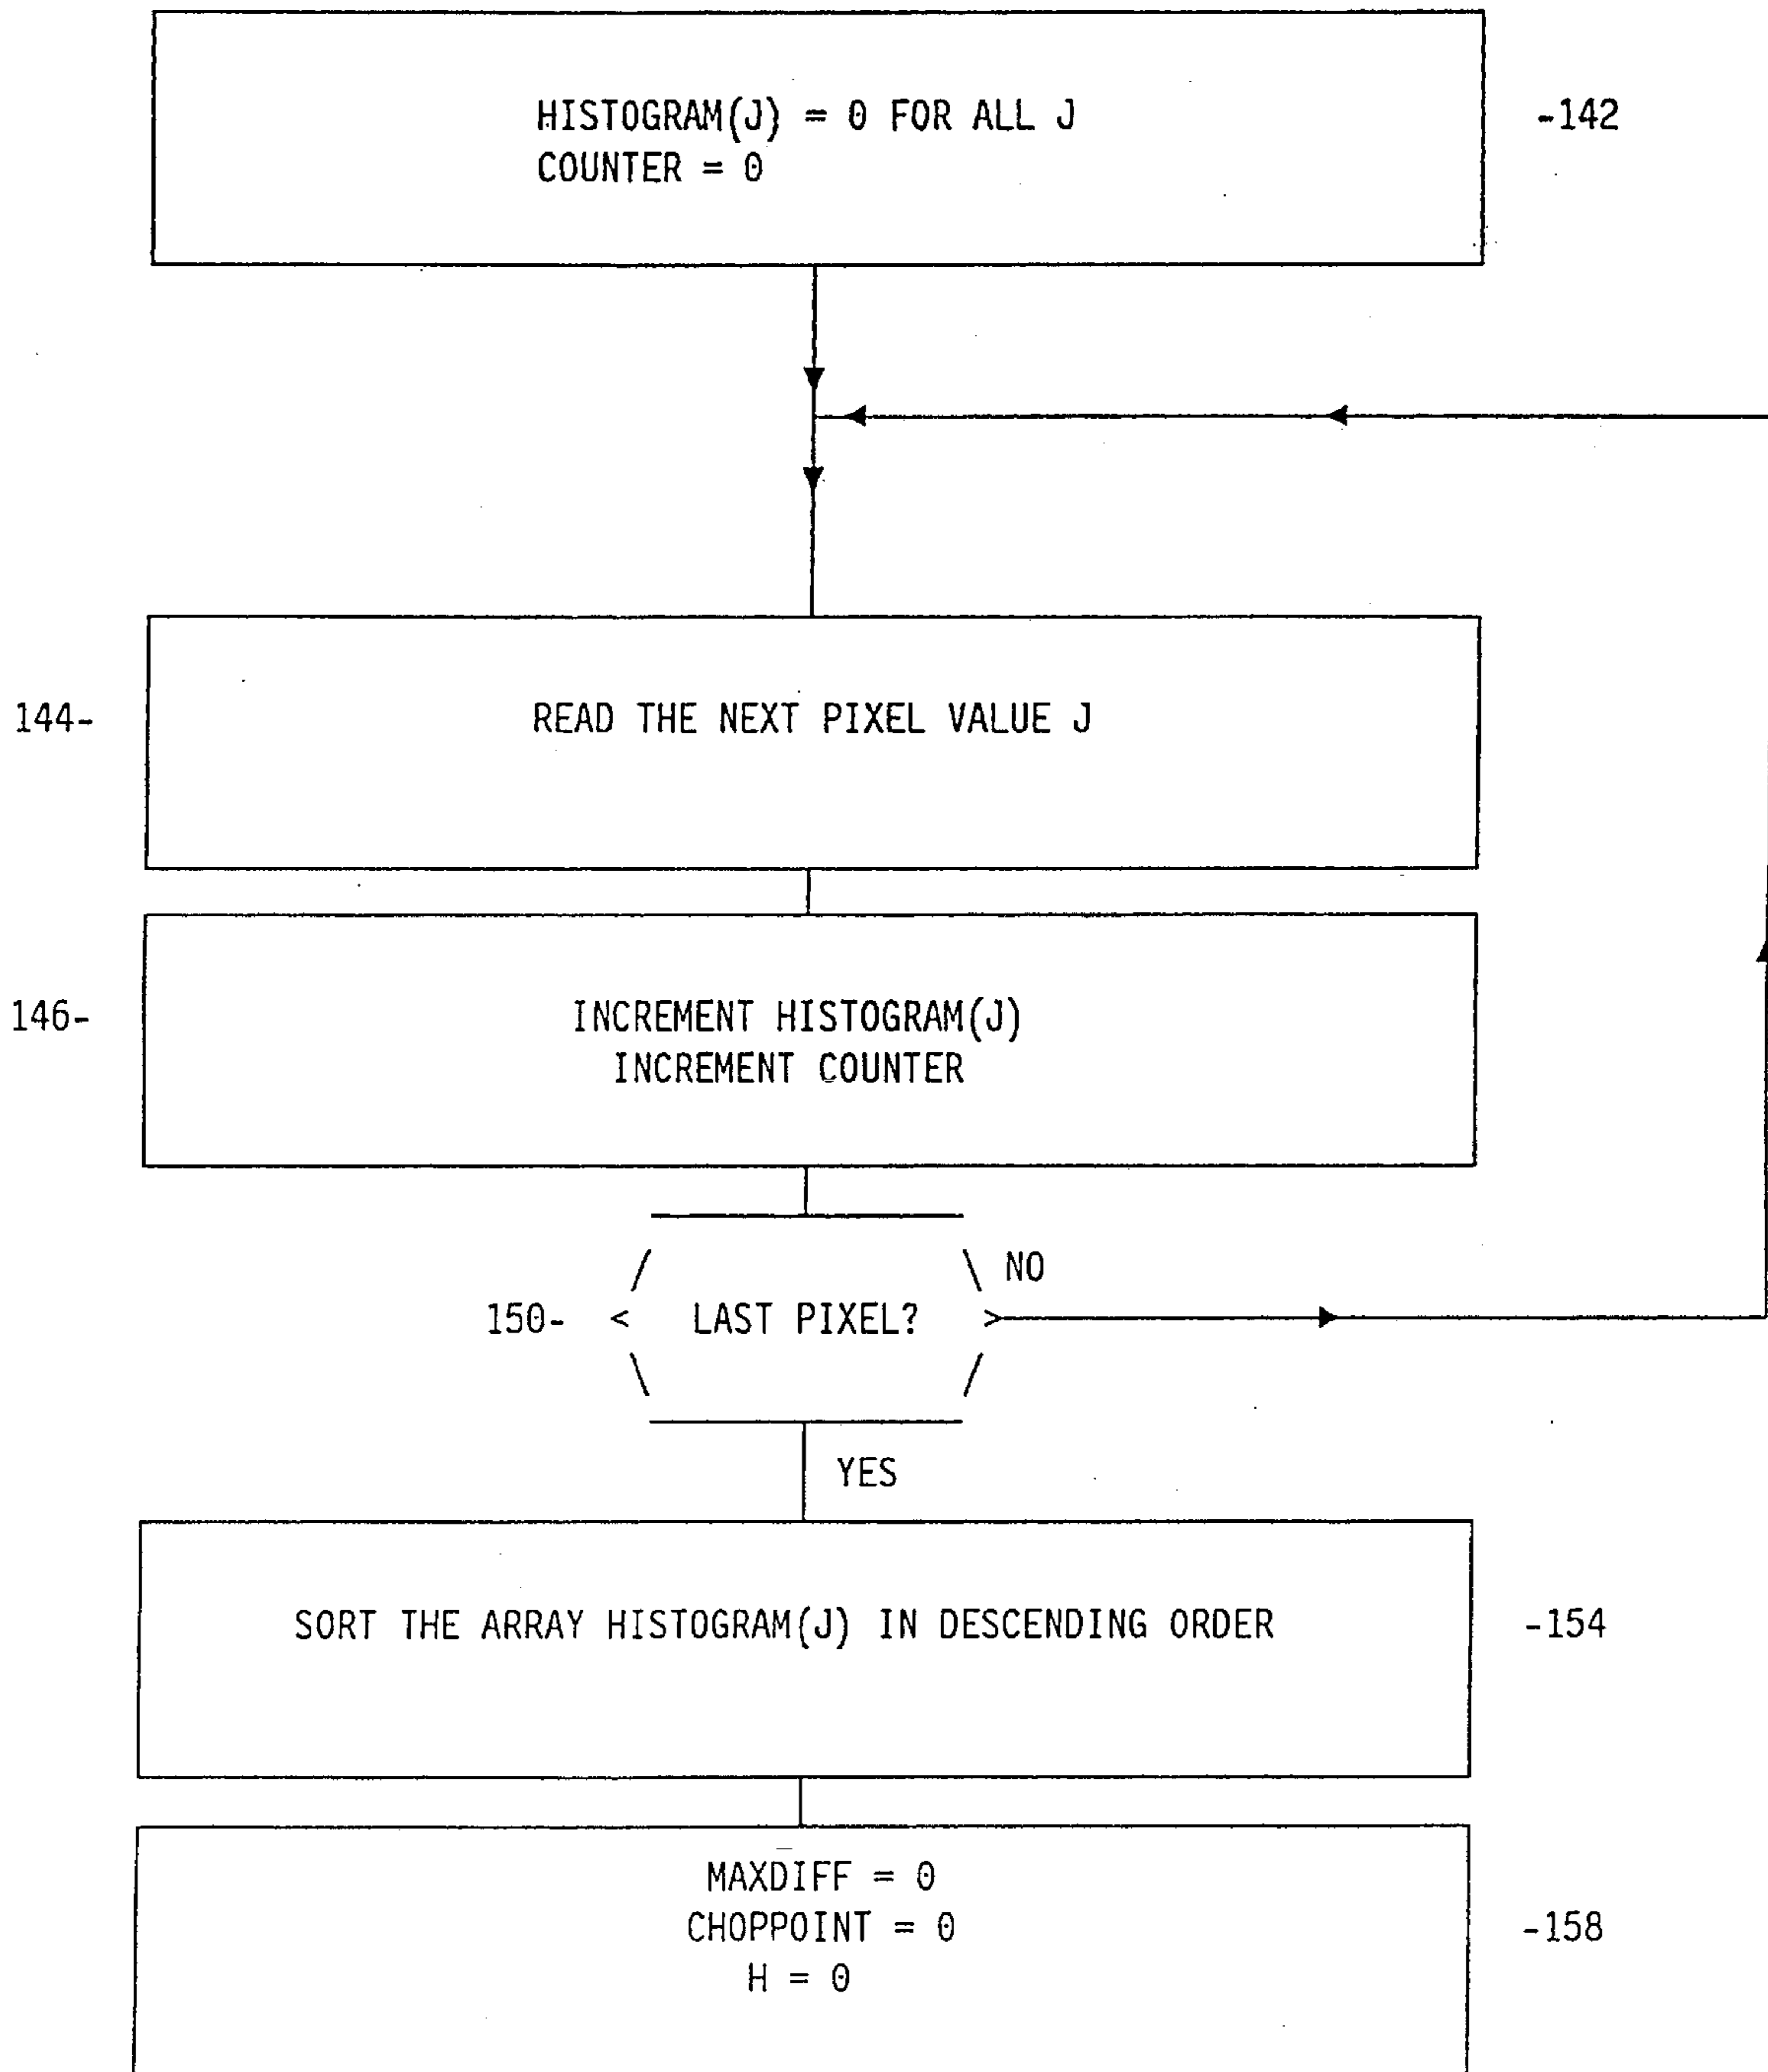 HISTOGRAM(J) = 0 FOR ALL J
-142
COUNTER = 0
144-
READ THE NEXT PIXEL VALUE J
146-
INCREMENT HISTOGRAM(J)
INCREMENT COUNTER
NO
150- < LAST PIXEL? >
YES
SORT THE ARRAY HISTOGRAM(J) IN DESCENDING ORDER
-154
MAXDIFF = 0
CHOPPOINT = 0
-158
H = 0